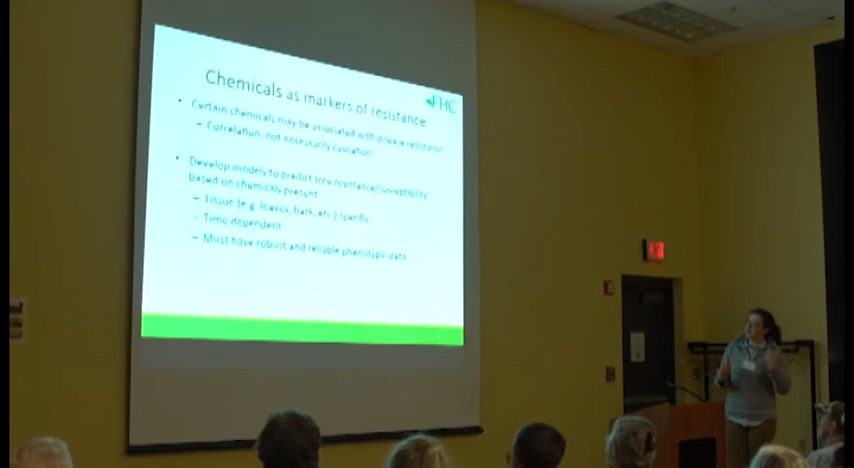 Chemicals as markers of resistance
FHC
• Certain chemicals may be associated with disease resistance
– Correlation, not necessarily causation
• Develop models to predict tree resistance/susceptibility
based on chemicals present
– Tissue (e.g. leaves, bark, etc.) specific
– Time dependent
– Must have robust and reliable phenotypic data